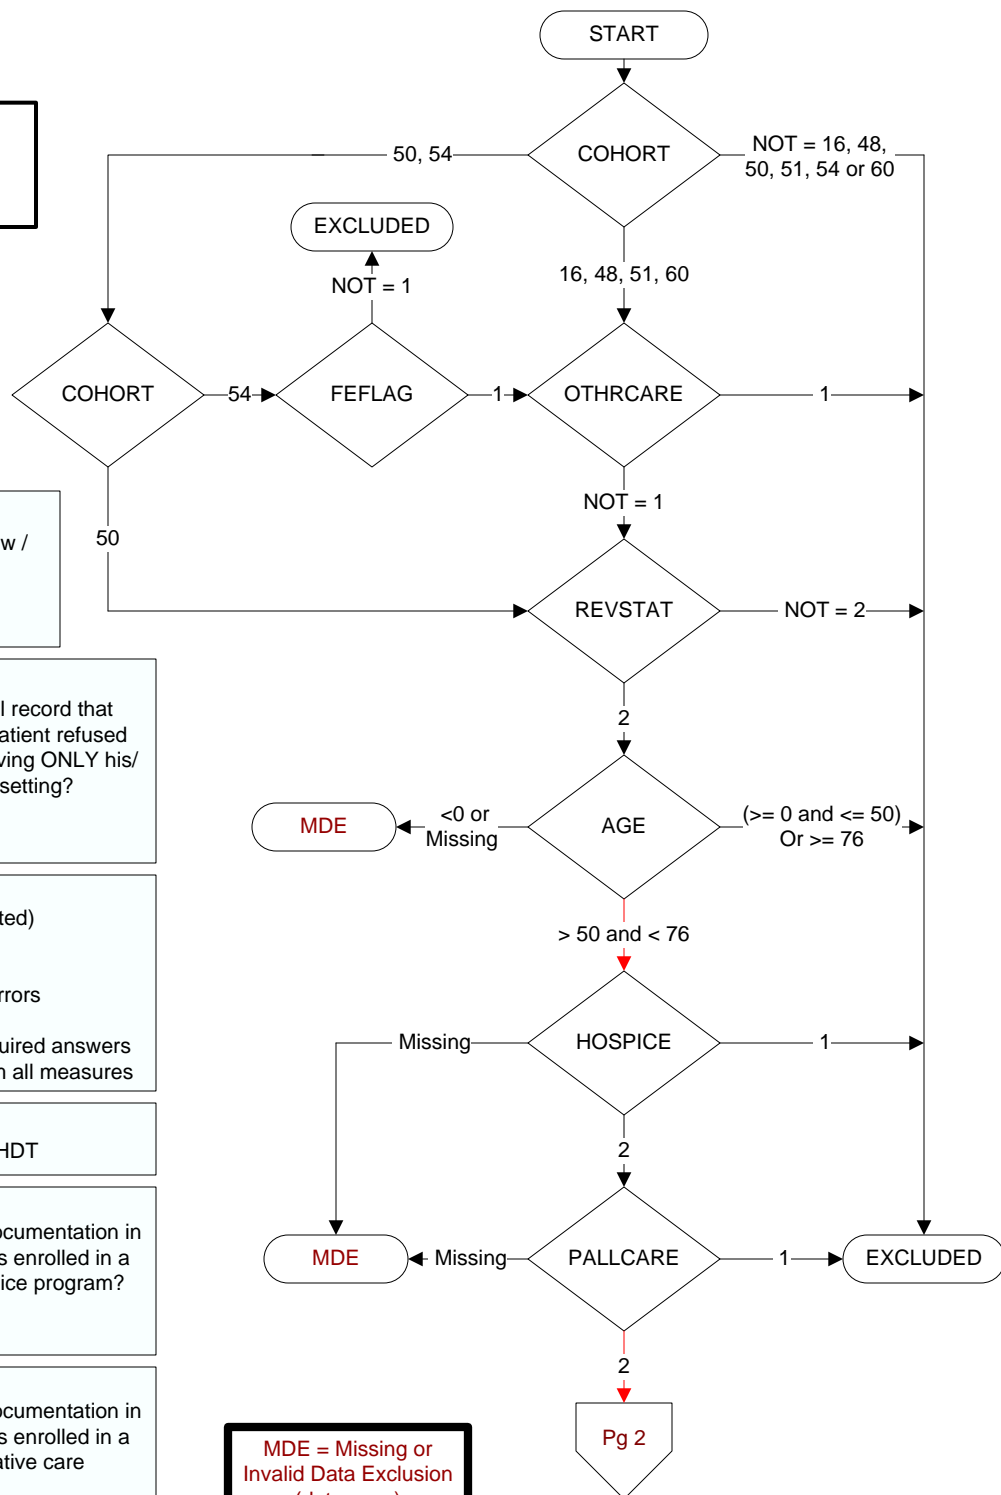 START
COHORT
50, 54
NOT = 16, 48,
50, 51, 54 or 60
EXCLUDED
NOT = 1
16, 48, 51, 60
COHORT
54
FEFLAG
1
OTHRCARE
1
50
NOT = 1
REVSTAT
NOT = 2
2
MDE
<0 or
Missing
AGE
(>= 0 and <= 50)
Or >= 76
> 50 and < 76
Missing
HOSPICE
1
2
MDE
Missing
PALLCARE
1
EXCLUDED
2
Pg 2
MDE = Missing or
Invalid Data Exclusion
w /
record that
patient refused
ONLY his/
setting?
ted)
rrors
uired answers
all measures
HDT
ocumentation in
s enrolled in a
ice program?
ocumentation in
s enrolled in a
ative care